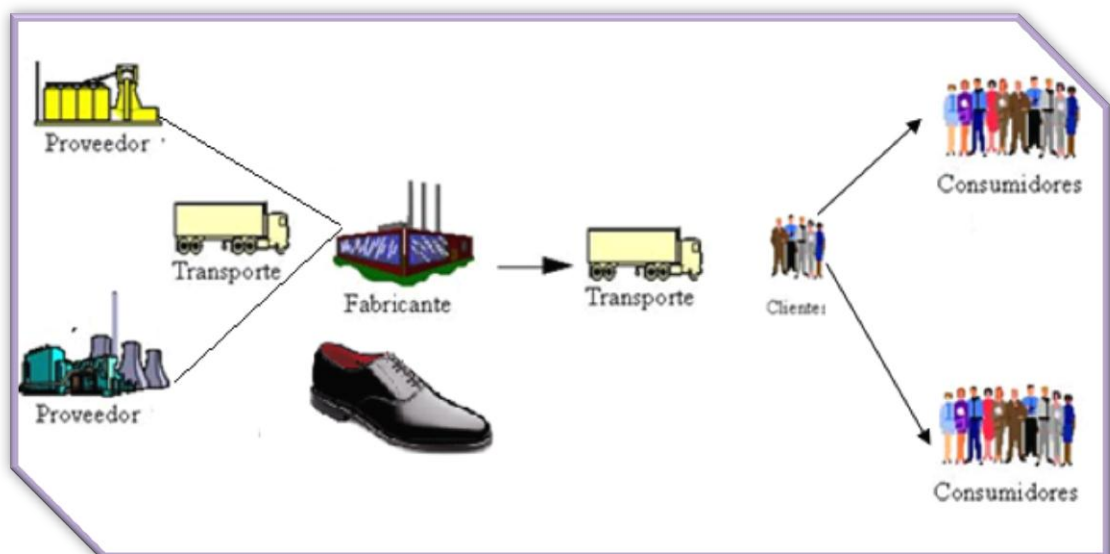 Proveedor
Transporte
Proveedor
Fabricante
Transporte
Clientes
Consumidores
Consumidores